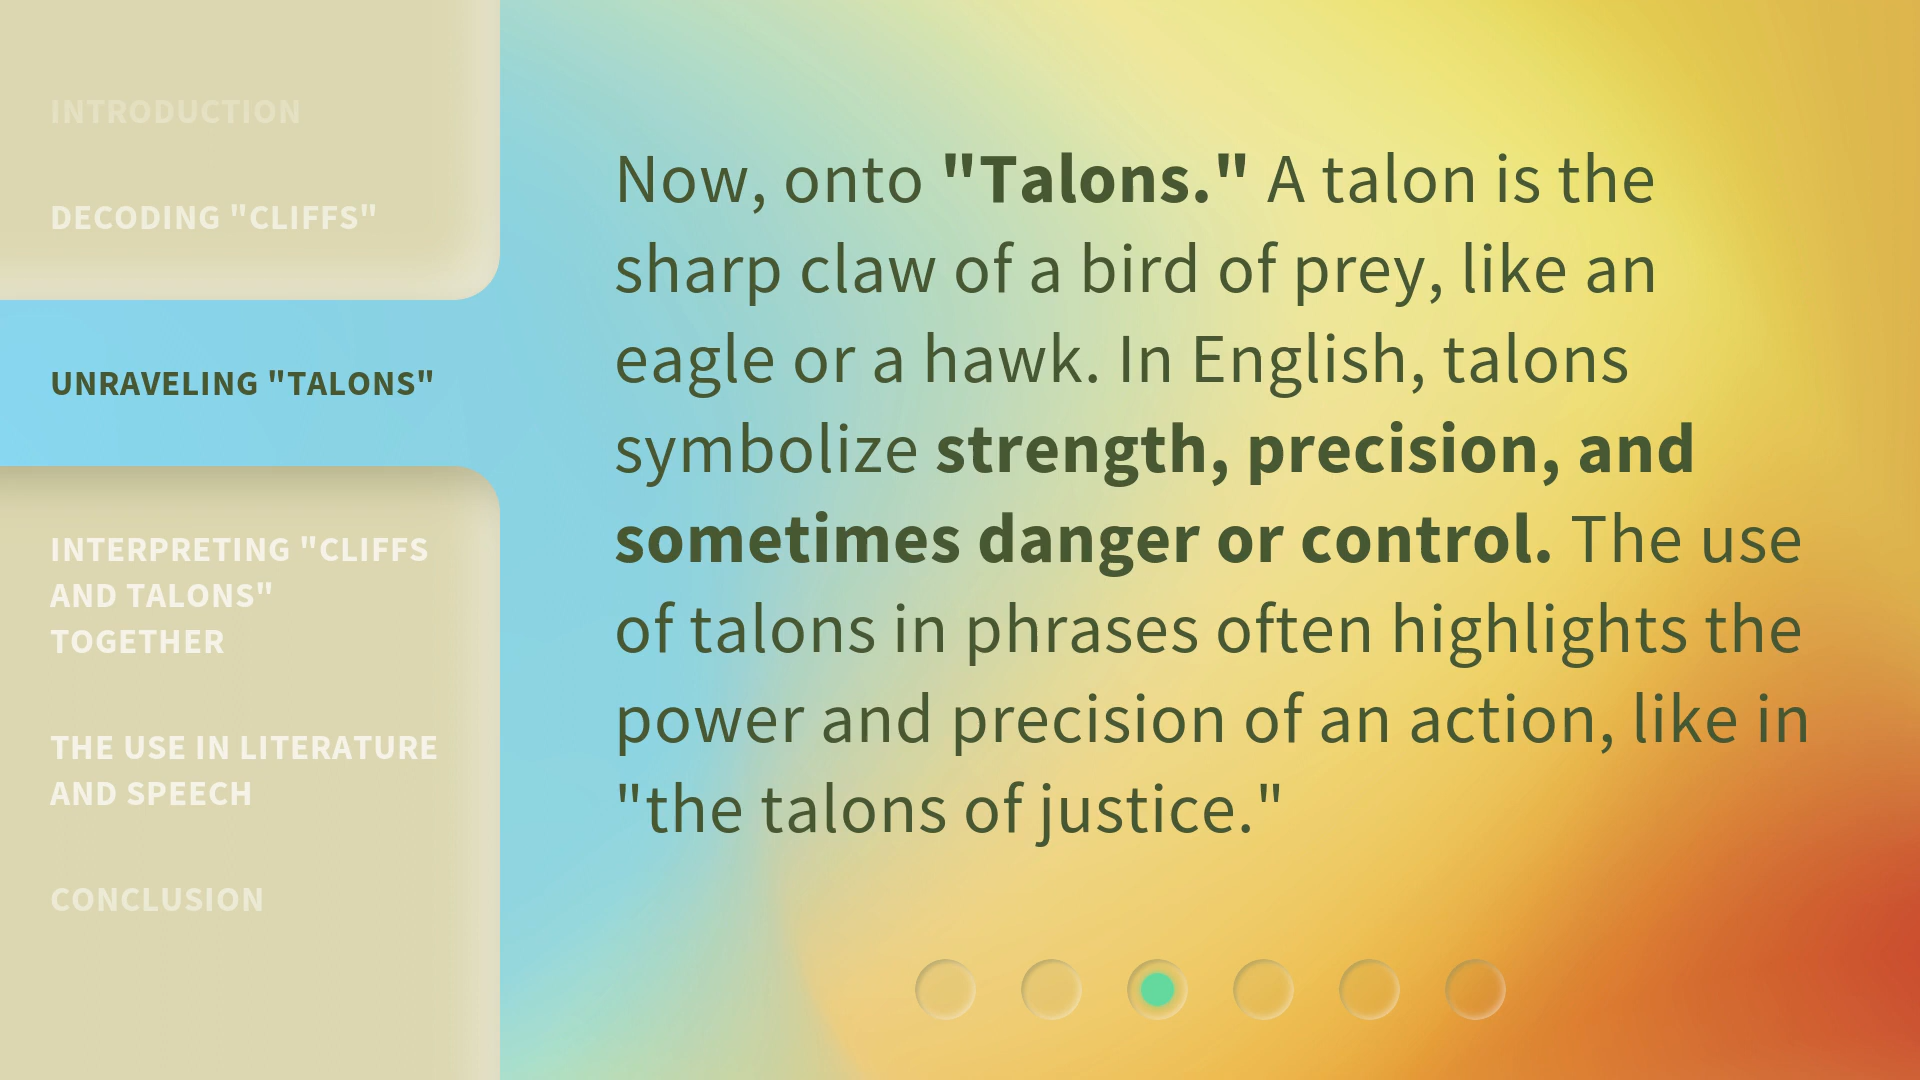 INTRODUCTION
DECODING "CLIFFS"
UNRAVELING "TALONS"
INTERPRETING "CLIFFS
AND TALONS"
TOGETHER
THE USE IN LITERATURE
AND SPEECH
CONCLUSION
Now, onto "Talons." A talon is the
sharp claw of a bird of prey, like an
eagle or a hawk. In English, talons
symbolize strength, precision, and
sometimes danger or control. The use
of talons in phrases often highlights the
power and precision of an action, like in
"the talons of justice."